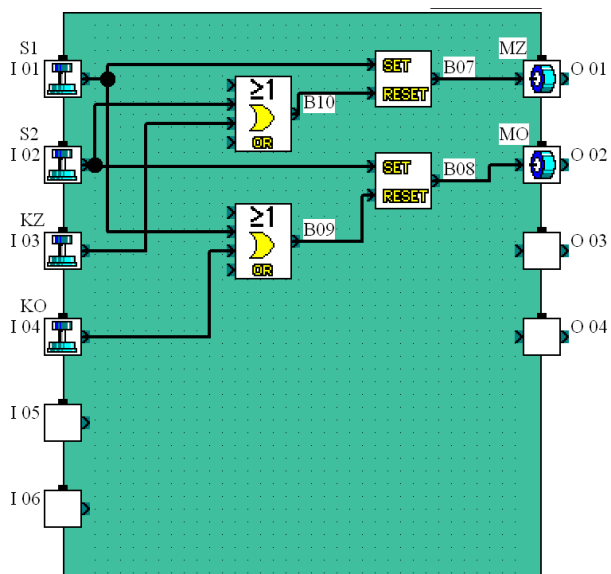 S1
I 01
S2
I 02
KZ
I 03
KO
I 04
I 05
I 06
≥1
OR
B10
≥1
OR
B09
SET
RESET
B07
SET
RESET
B08
MZ
O 01
MO
O 02
O 03
O 04